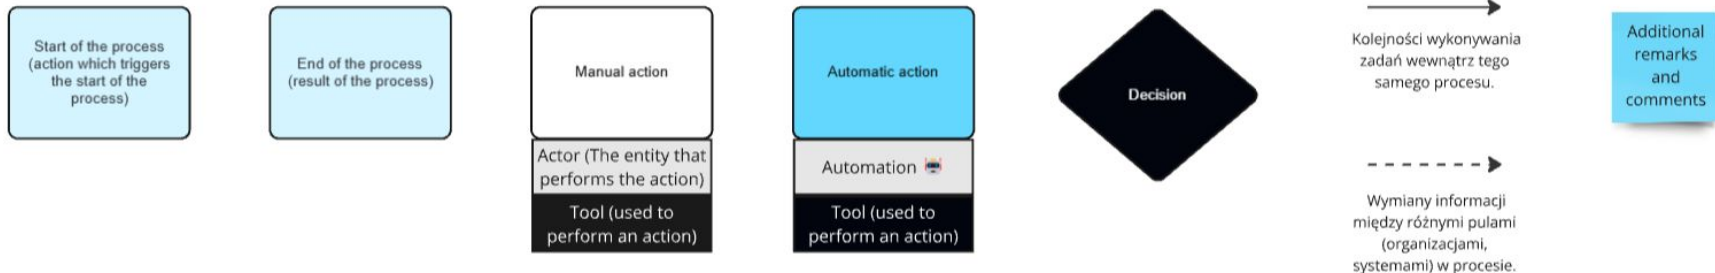 Start of the process
(action which triggers
the start of the
process)
End of the process
(result of the process)
Manual action
Actor (The entity that
performs the action)
Tool (used to
perform an action)
Automatic action
Automation
Tool (used to
perform an action)
Decision
Kolejności wykonywania
zadań wewnątrz tego
samego procesu.
Wymiany informacji
między różnymi pulami
(organizacjami,
systemami) w procesie.
Additional
remarks
and
comments